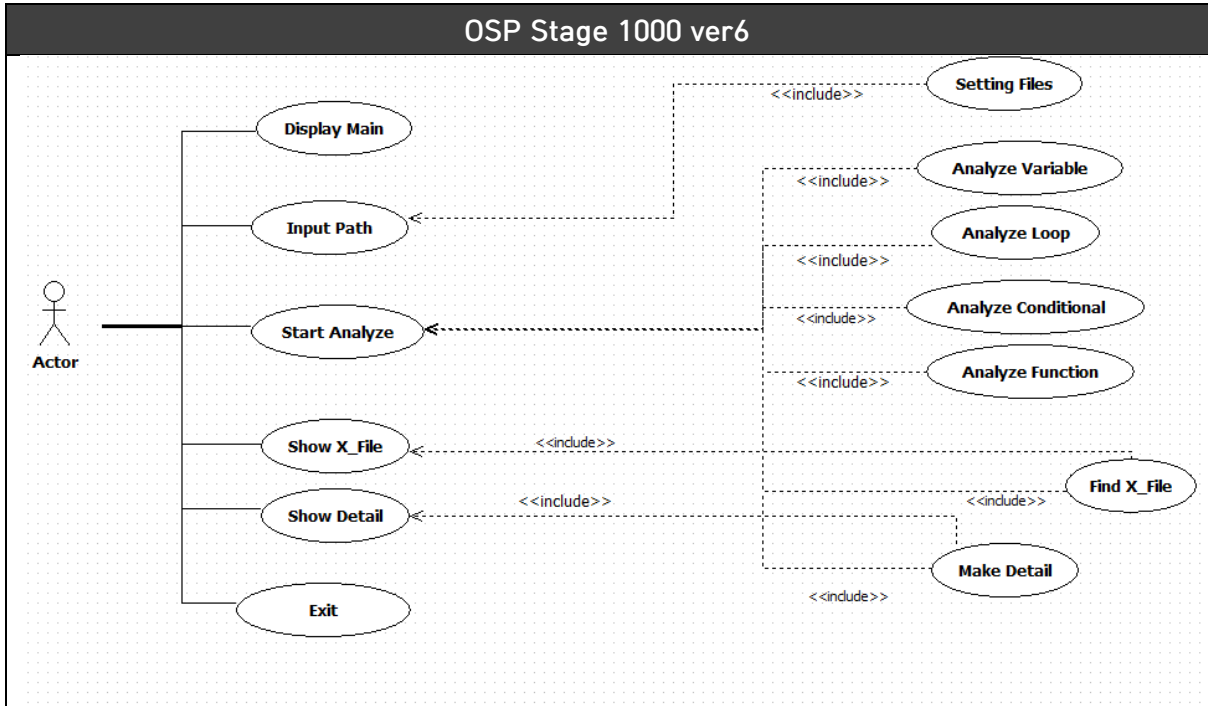 OSP Stage 1000 ver6
Setting Files
<<include>>
Display Main
Analyze Variable
<<include>>
Input Path
Analyze Loop
<<include>>
Analyze Conditional
<<include>>
Start Analyze
Actor
Analyze Function
<<include>>
Show X_File
<<include>>
Find X_File
<<include>>
Show Detail
<<include>>
Make Detail
<<include>>
Exit